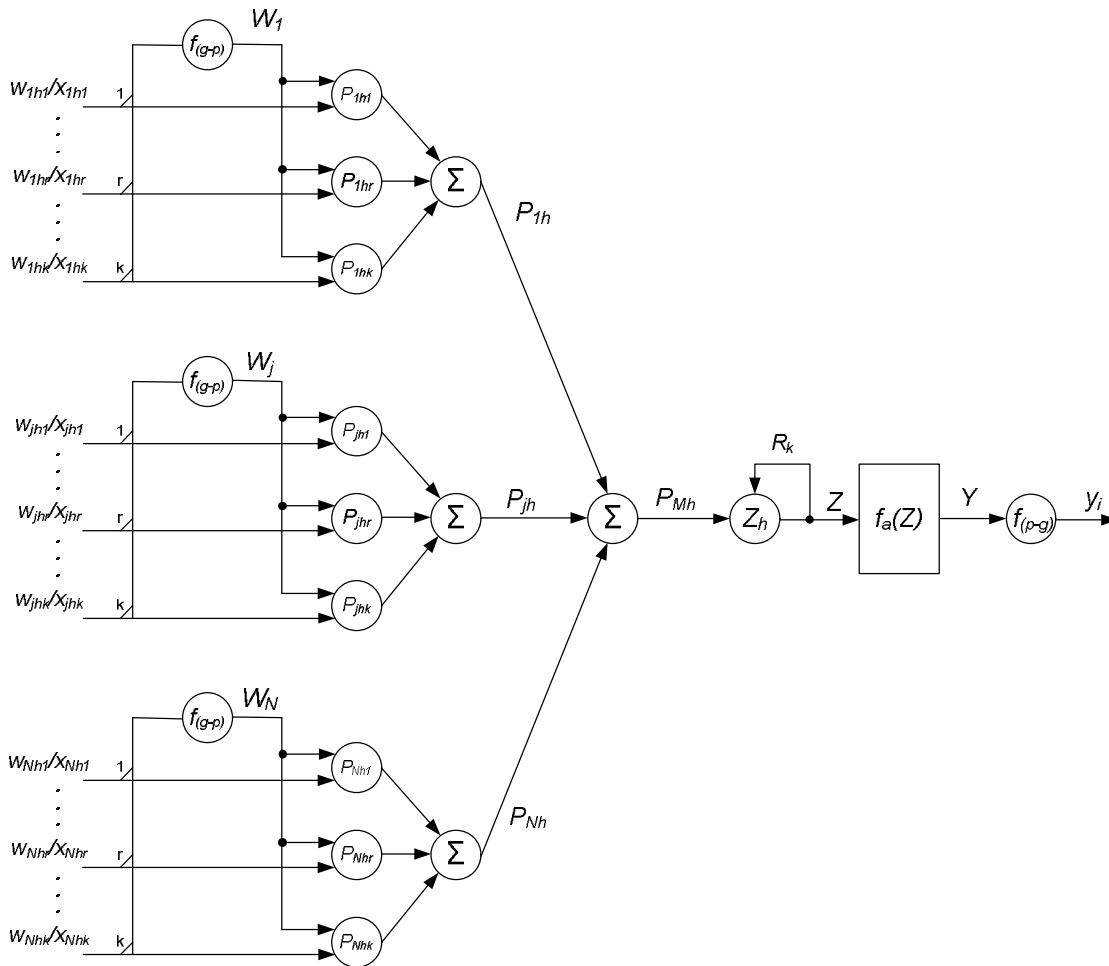 f(g-p) W1
w1h1/x1h1 1 P1h1
w1hr/x1hr r P1hr Σ
P1h
w1hk/x1hk k P1hk
f(g-p) Wj
wjh1/xjh1 1 Pjh1
wjhr/xjhr r Pjhr Σ Pjh Σ PMh Zh Rk Z fa(Z) Y f(p-g) yi
wjhk/xjhk k Pjhk
f(g-p) WN
wNh1/xNh1 1 PNh1
PNh
wNhr/xNhr r PNhr Σ
wNhk/xNhk k PNhk